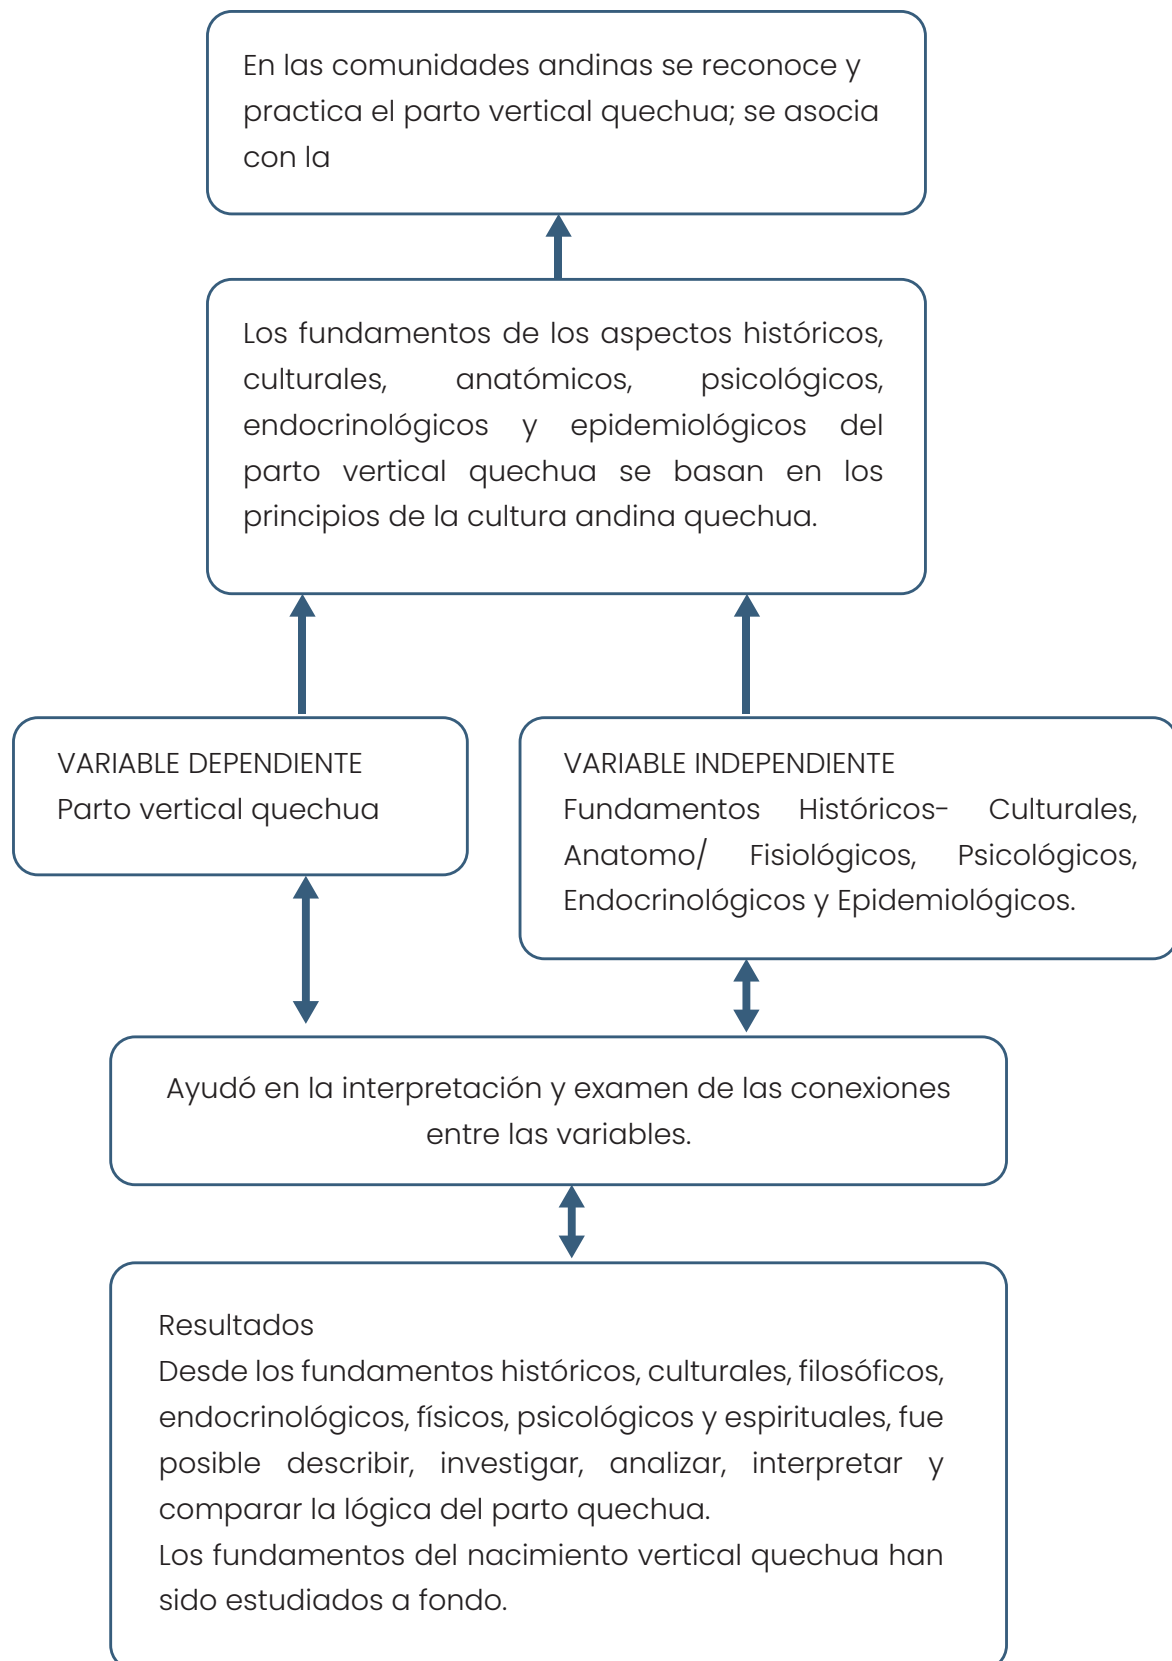 En las comunidades andinas se reconoce y
practica el parto vertical quechua; se asocia
con la
Los fundamentos de los aspectos históricos,
culturales, anatómicos, psicológicos,
endocrinológicos y epidemiológicos del
parto vertical quechua se basan en los
principios de la cultura andina quechua.
VARIABLE DEPENDIENTE
Parto vertical quechua
VARIABLE INDEPENDIENTE
Fundamentos Históricos- Culturales,
Anatomo/ Fisiológicos, Psicológicos,
Endocrinológicos y Epidemiológicos.
Ayudó en la interpretación y examen de las conexiones
entre las variables.
Resultados
Desde los fundamentos históricos, culturales, filosóficos,
endocrinológicos, físicos, psicológicos y espirituales, fue
posible describir, investigar, analizar, interpretar y
comparar la lógica del parto quechua.
Los fundamentos del nacimiento vertical quechua han
sido estudiados a fondo.